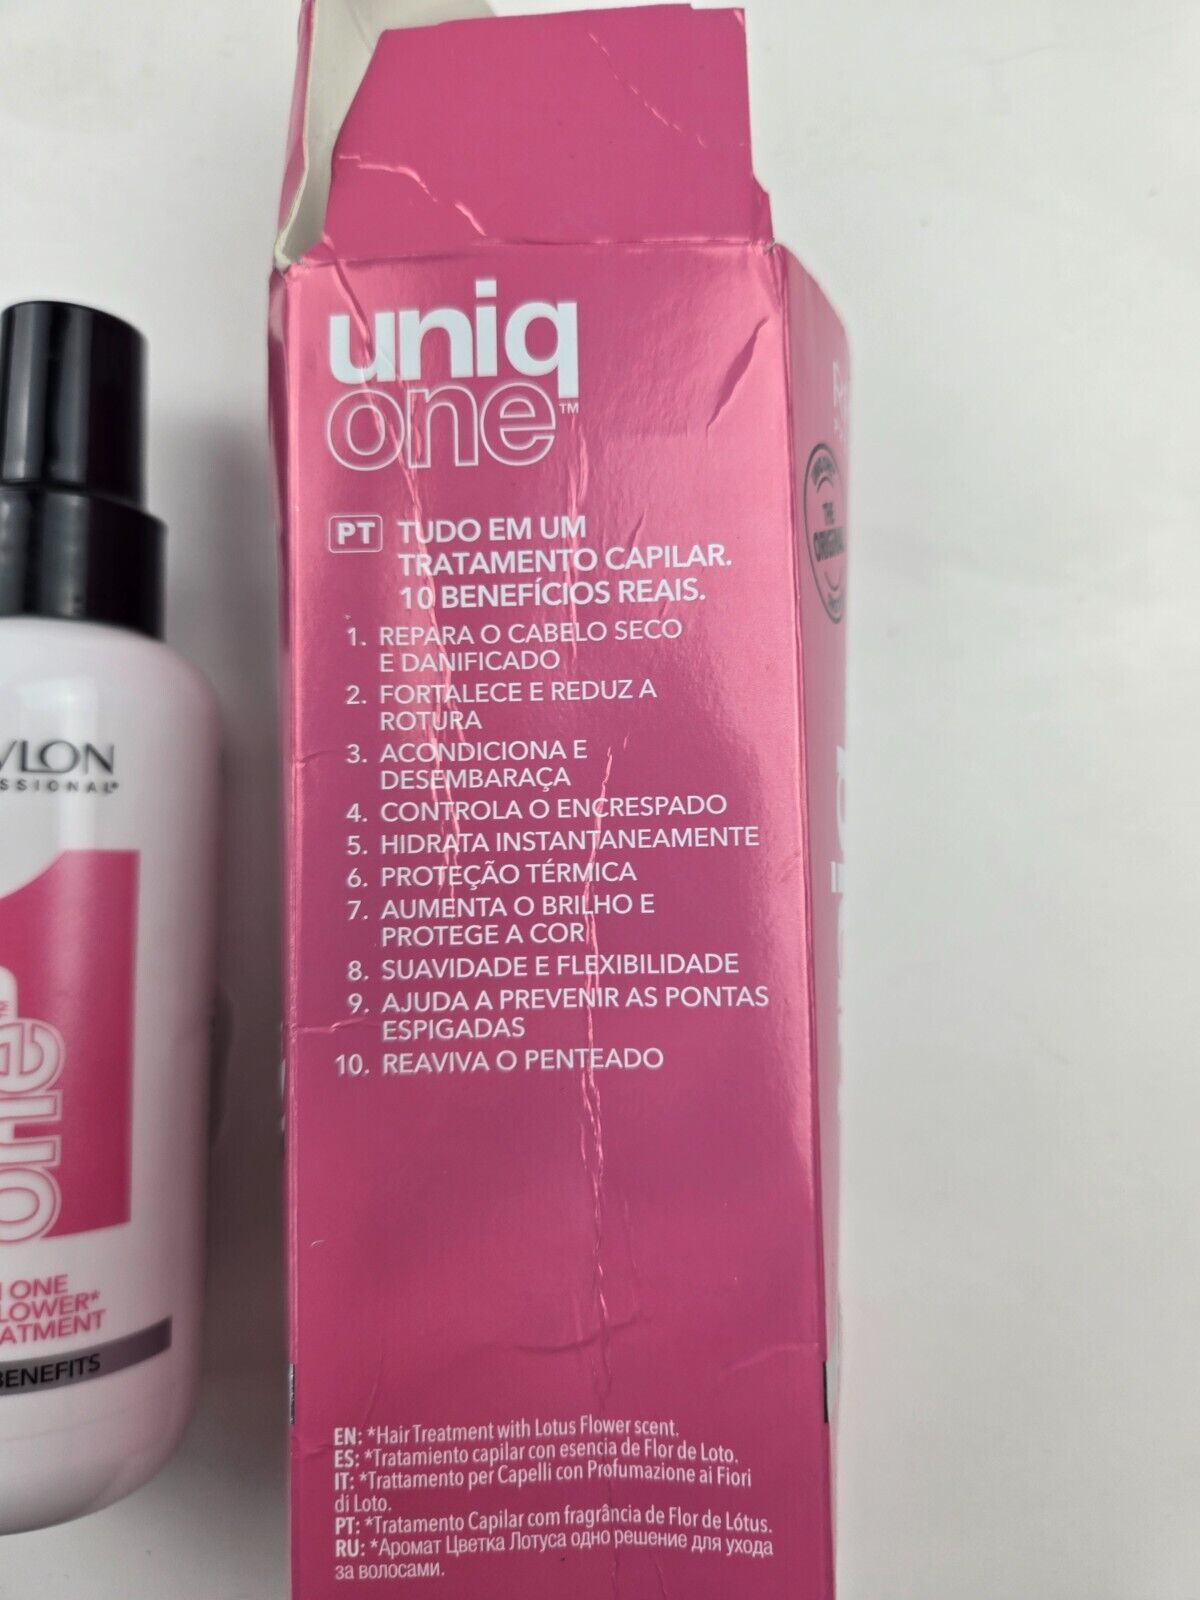 uniq
one™
PT TUDO EM UM
TRATAMENTO CAPILAR.
10 BENEFÍCIOS REAIS.
1. REPARA O CABELO SECO
E DANIFICADO
2. FORTALECE E REDUZ A
ROTURA
3. ACONDICIONA E
DESEMBARAÇA
4. CONTROLA O ENCRESPADO
5. HIDRATA INSTANTANEAMENTE
6. PROTEÇÃO TÉRMICA
7. AUMENTA O BRILHO E
PROTEGE A COR
8. SUAVIDADE E FLEXIBILIDADE
9. AJUDA A PREVENIR AS PONTAS
ESPIGADAS
10. REAVIVA O PENTEADO
EN: *Hair Treatment with Lotus Flower scent.
ES: *Tratamiento capilar con esencia de Flor de Loto.
IT: *Trattamento per Capelli con Profumazione ai Fiori
di Loto.
PT: *Tratamento Capilar com fragrância de Flor de Lótus.
RU: *Аромат Цветка Лотуса одно решение для ухода
за волосами.
THE
ORIGINAL
VLON
SSIONAL
one
ONE
LOWER*
ATMENT
BENEFITS